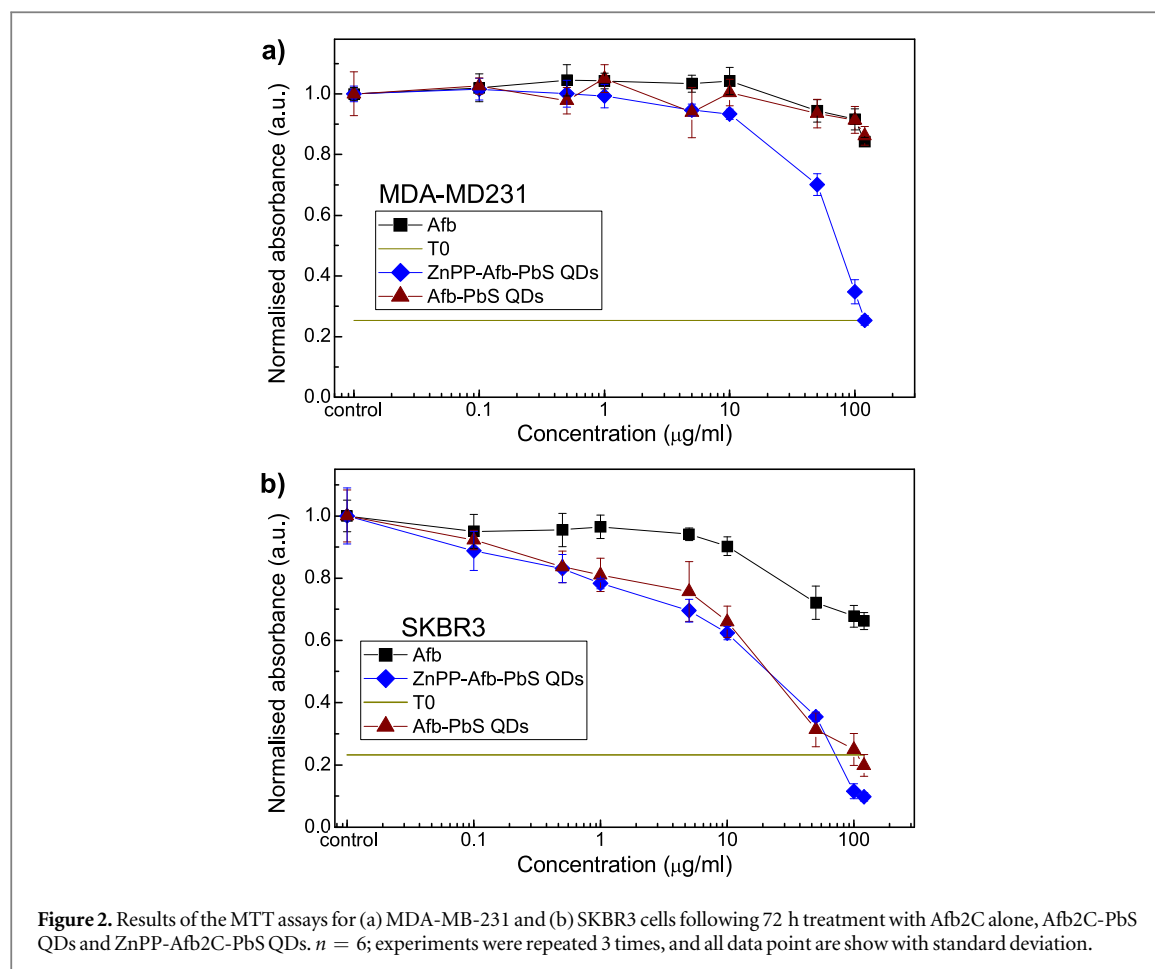 a)
Normalised absorbance (a.u.)
1.0
0.8
0.6
0.4
0.2
0.0
MDA-MD231
Afb
T0
ZnPP-Afb-PbS QDs
Afb-PbS QDs
control 0.1 1 10 100
Concentration (μg/ml)
b)
Normalised absorbance (a.u.)
1.0
0.8
0.6
0.4
0.2
0.0
SKBR3
Afb
ZnPP-Afb-PbS QDs
T0
Afb-PbS QDs
control 0.1 1 10 100
Concentration (μg/ml)
Figure 2. Results of the MTT assays for (a) MDA-MB-231 and (b) SKBR3 cells following 72 h treatment with Afb2C alone, Afb2C-PbS
QDs and ZnPP-Afb2C-PbS QDs. n = 6; experiments were repeated 3 times, and all data point are show with standard deviation.